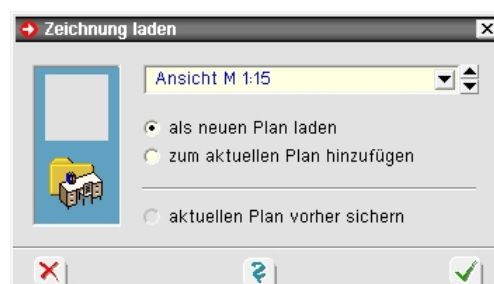 Zeichnung laden
Ansicht M 1:15
als neuen Plan laden
zum aktuellen Plan hinzufügen
aktuellen Plan vorher sichern